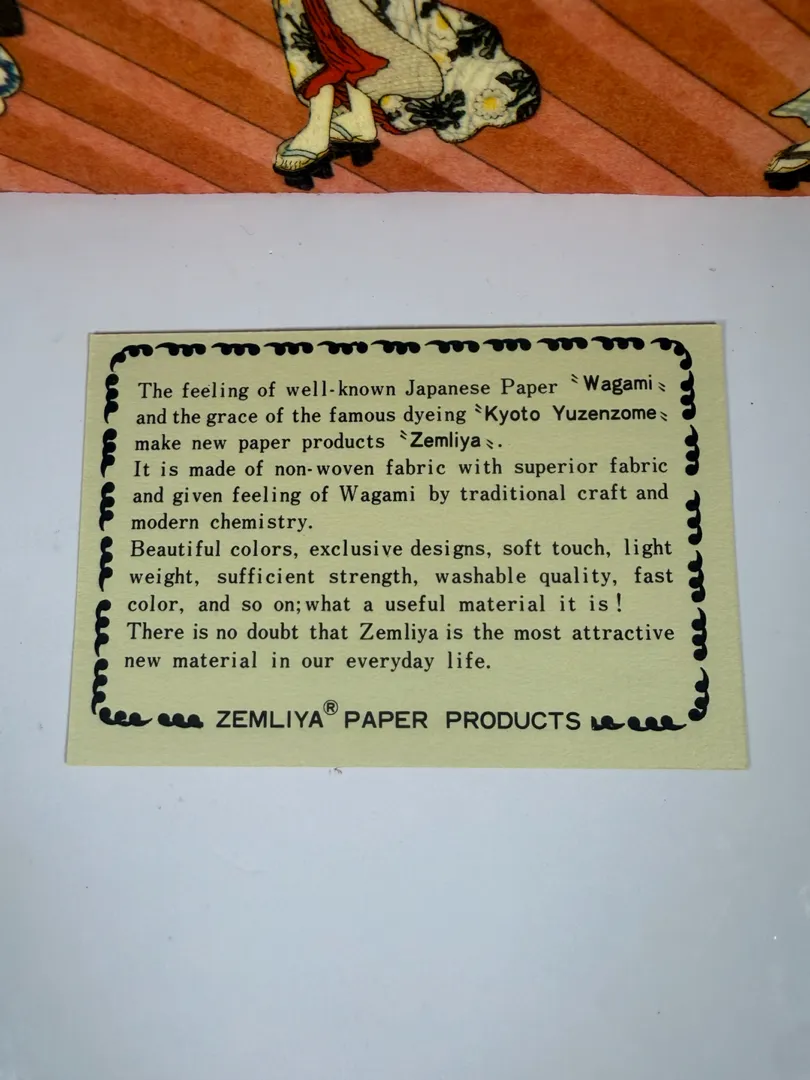 The feeling of well-known Japanese Paper 〝Wagami〟
and the grace of the famous dyeing 〝Kyoto Yuzenzome〟
make new paper products 〝Zemliya〟.
It is made of non-woven fabric with superior fabric
and given feeling of Wagami by traditional craft and
modern chemistry.
Beautiful colors, exclusive designs, soft touch, light
weight, sufficient strength, washable quality, fast
color, and so on; what a useful material it is !
There is no doubt that Zemliya is the most attractive
new material in our everyday life.
ZEMLIYA® PAPER PRODUCTS